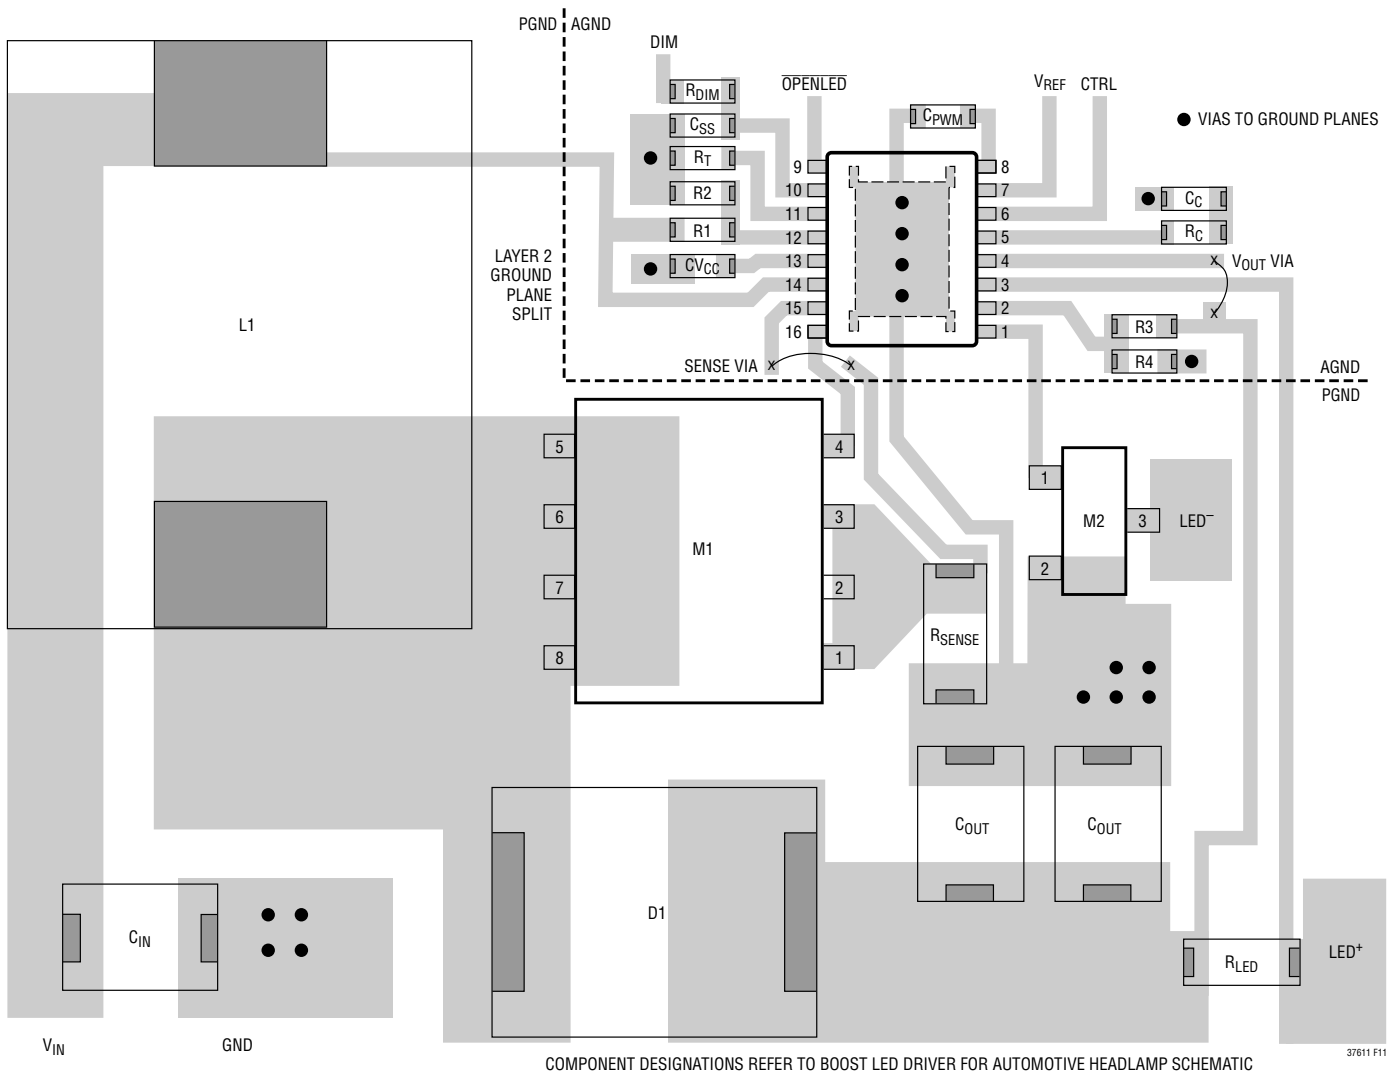 PGND AGND
DIM
OPENLED
VREF CTRL
RDIM
CPWM
CSS
● VIAS TO GROUND PLANES
RT
9 8
R2
10 7
CC
11 6
R1
12 5
RC
LAYER 2
GROUND
PLANE
SPLIT
CVCC
13 4
x VOUT VIA
14 3
15 2
x
L1
16 1
R3
SENSE VIA x x
R4
AGND
PGND
5 4
1
6 3
M1
M2 3 LED–
7 2
2
8 1
RSENSE
COUT COUT
D1
CIN
RLED
LED+
VIN GND
COMPONENT DESIGNATIONS REFER TO BOOST LED DRIVER FOR AUTOMOTIVE HEADLAMP SCHEMATIC
37611 F11